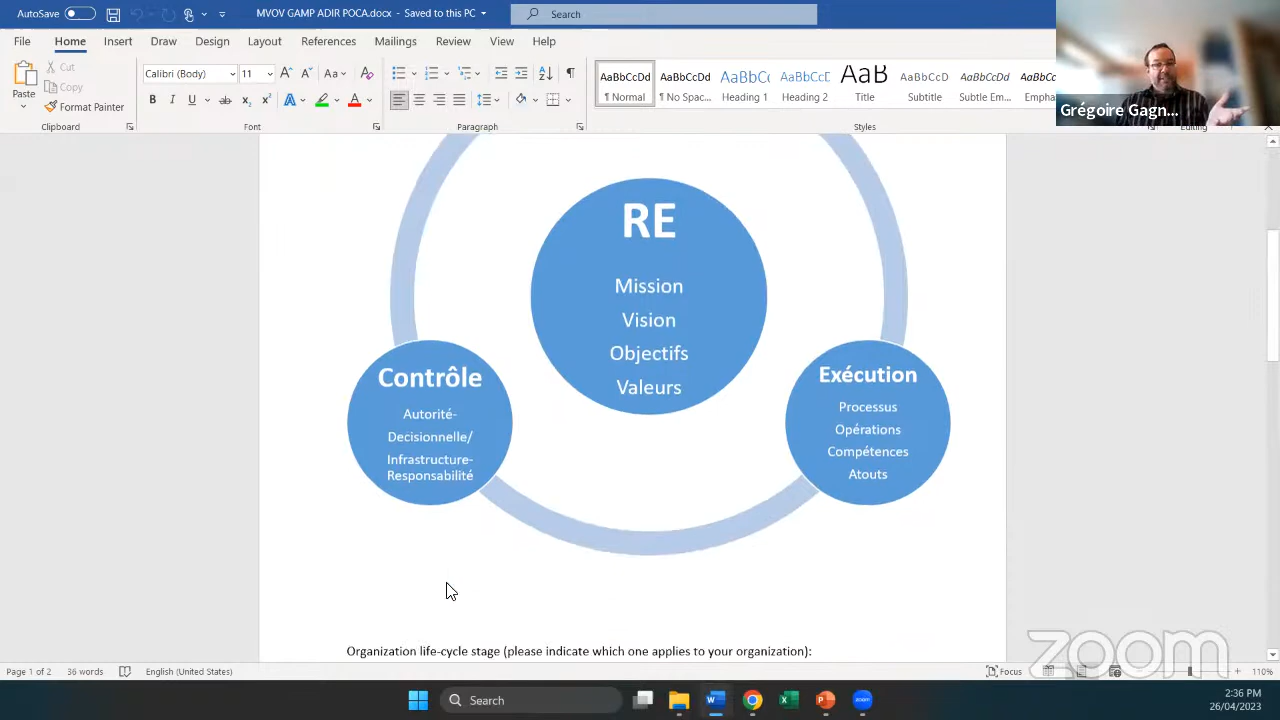 AutoSave
MVOV GAMP ADIR POCA.docx - Saved to this PC
Search
File Home Insert Draw Design Layout References Mailings Review View Help
Paste
Cut
Copy
Format Painter
Clipboard
Calibri (Body) 11
Font
Paragraph
AaBbCcDd AaBbCcDd AaBbCc AaBbCcD AaB AaBbCcD AaBbCcDd AaBbCcDd
¶ Normal ¶ No Spac... Heading 1 Heading 2 Title Subtitle Subtle Em... Empha
Styles
Editing
Grégoire Gagn...
RE
Mission
Vision
Objectifs
Valeurs
Contrôle
Autorité-
Decisionnelle/
Infrastructure-
Responsabilité
Exécution
Processus
Opérations
Compétences
Atouts
Organization life-cycle stage (please indicate which one applies to your organization):
zoom
Page 1 of 2 36 words English (United States) Focus 110%
Search
zoom
2:36 PM
26/04/2023